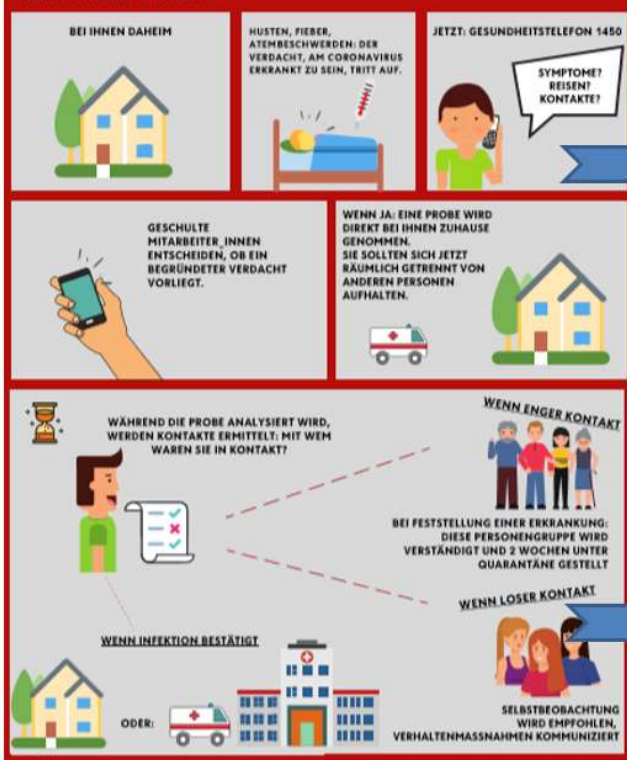 BEI IHNEN DAHEIM
HUSTEN, FIEBER,
ATEMBESCHWERDEN: DER
VERDACHT, AM CORONAVIRUS
ERKRANKT ZU SEIN, TRITT AUF.
JETZT: GESUNDHEITSTELEFON 1450
SYMPTOME?
REISEN?
KONTAKTE?
GESCHULTE
MITARBEITER_INNEN
ENTSCHEIDEN, OB EIN
BEGRÜNDETER VERDACHT
VORLIEGT.
WENN JA: EINE PROBE WIRD
DIREKT BEI IHNEN ZUHAUSE
GENOMMEN.
SIE SOLLTEN SICH JETZT
RÄUMLICH GETRENNT VON
ANDEREN PERSONEN
AUFHALTEN.
WÄHREND DIE PROBE ANALYSIERT WIRD,
WERDEN KONTAKTE ERMITTELT: MIT WEM
WAREN SIE IN KONTAKT?
WENN ENGER KONTAKT
BEI FESTSTELLUNG EINER ERKRANKUNG:
DIESE PERSONENGRUPPE WIRD
VERSTÄNDIGT UND 2 WOCHEN UNTER
QUARANTÄNE GESTELLT
WENN LOSER KONTAKT
SELBSTBEOBACHTUNG
WIRD EMPFOHLEN,
VERHALTENMASSNAHMEN KOMMUNIZIERT
WENN INFEKTION BESTÄTIGT
ODER: